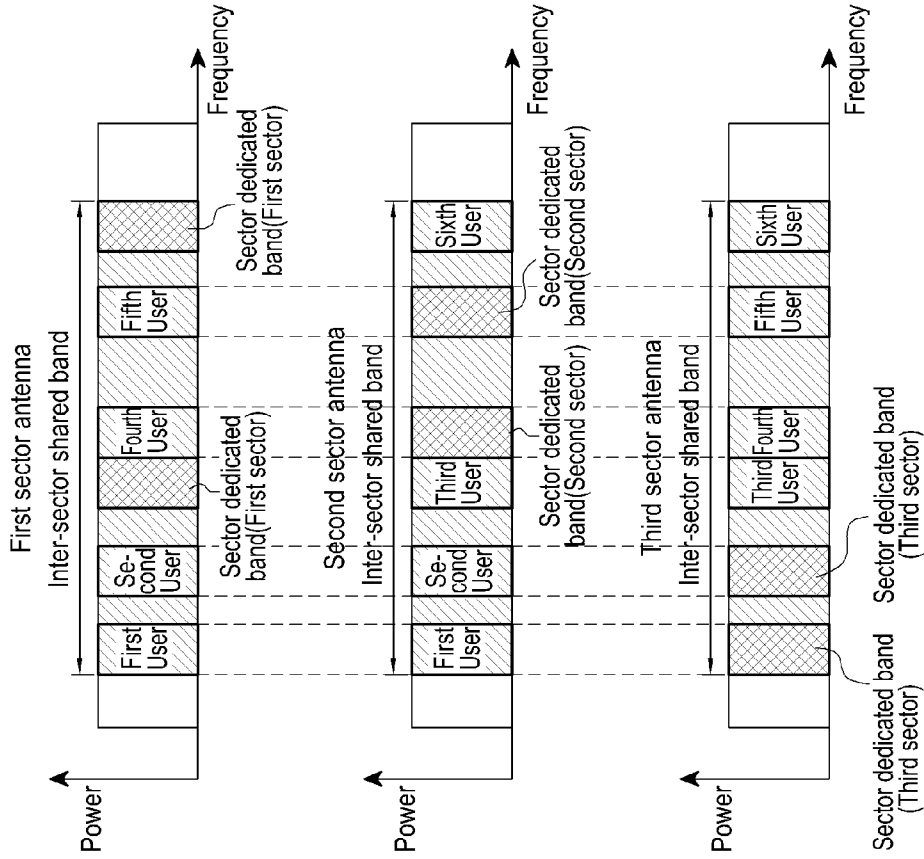 First sector antenna
Inter-sector shared band
Power
First
User
Se-
cond
User
Fourth
User
Fifth
User
Frequency
Sector dedicated
band(First sector)
Sector dedicated
band(First sector)
Second sector antenna
Inter-sector shared band
Power
First
User
Se-
cond
User
Third
User
Sixth
User
Frequency
Sector dedicated
band(Second sector)
Sector dedicated
band(Second sector)
Third sector antenna
Inter-sector shared band
Power
Third
User
Fourth
User
Fifth
User
Sixth
User
Frequency
Sector dedicated band
(Third sector)
Sector dedicated band
(Third sector)